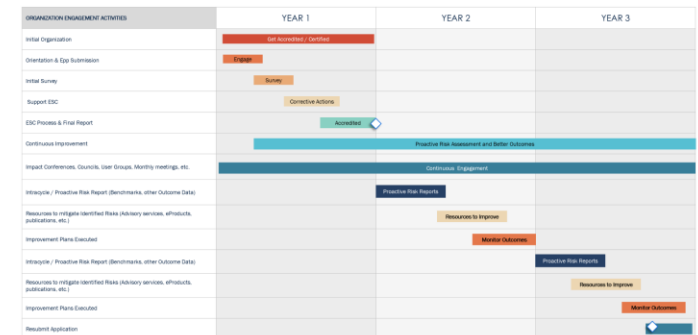 ORGANIZATION ENGAGEMENT ACTIVITIES YEAR 1 YEAR 2 YEAR 3
Initial Organization Get Accredited / Certified
Orientation & Epp Submission Engage
Initial Survey Survey
Support ESC Corrective Actions
ESC Process & Final Report Accredited
Continuous Improvement Proactive Risk Assessment and Better Outcomes
Impact Conferences, Councils, User Groups, Monthly meetings, etc. Continuous Engagement
Intracycle / Proactive Risk Report (Benchmarks, other Outcome Data) Proactive Risk Reports
Resources to mitigate Identified Risks (Advisory services, eProducts,
publications, etc.) Resources to Improve
Improvement Plans Executed Monitor Outcomes
Intracycle / Proactive Risk Report (Benchmarks, other Outcome Data) Proactive Risk Reports
Resources to mitigate Identified Risks (Advisory services, eProducts,
publications, etc.) Resources to Improve
Improvement Plans Executed Monitor Outcomes
Resubmit Application